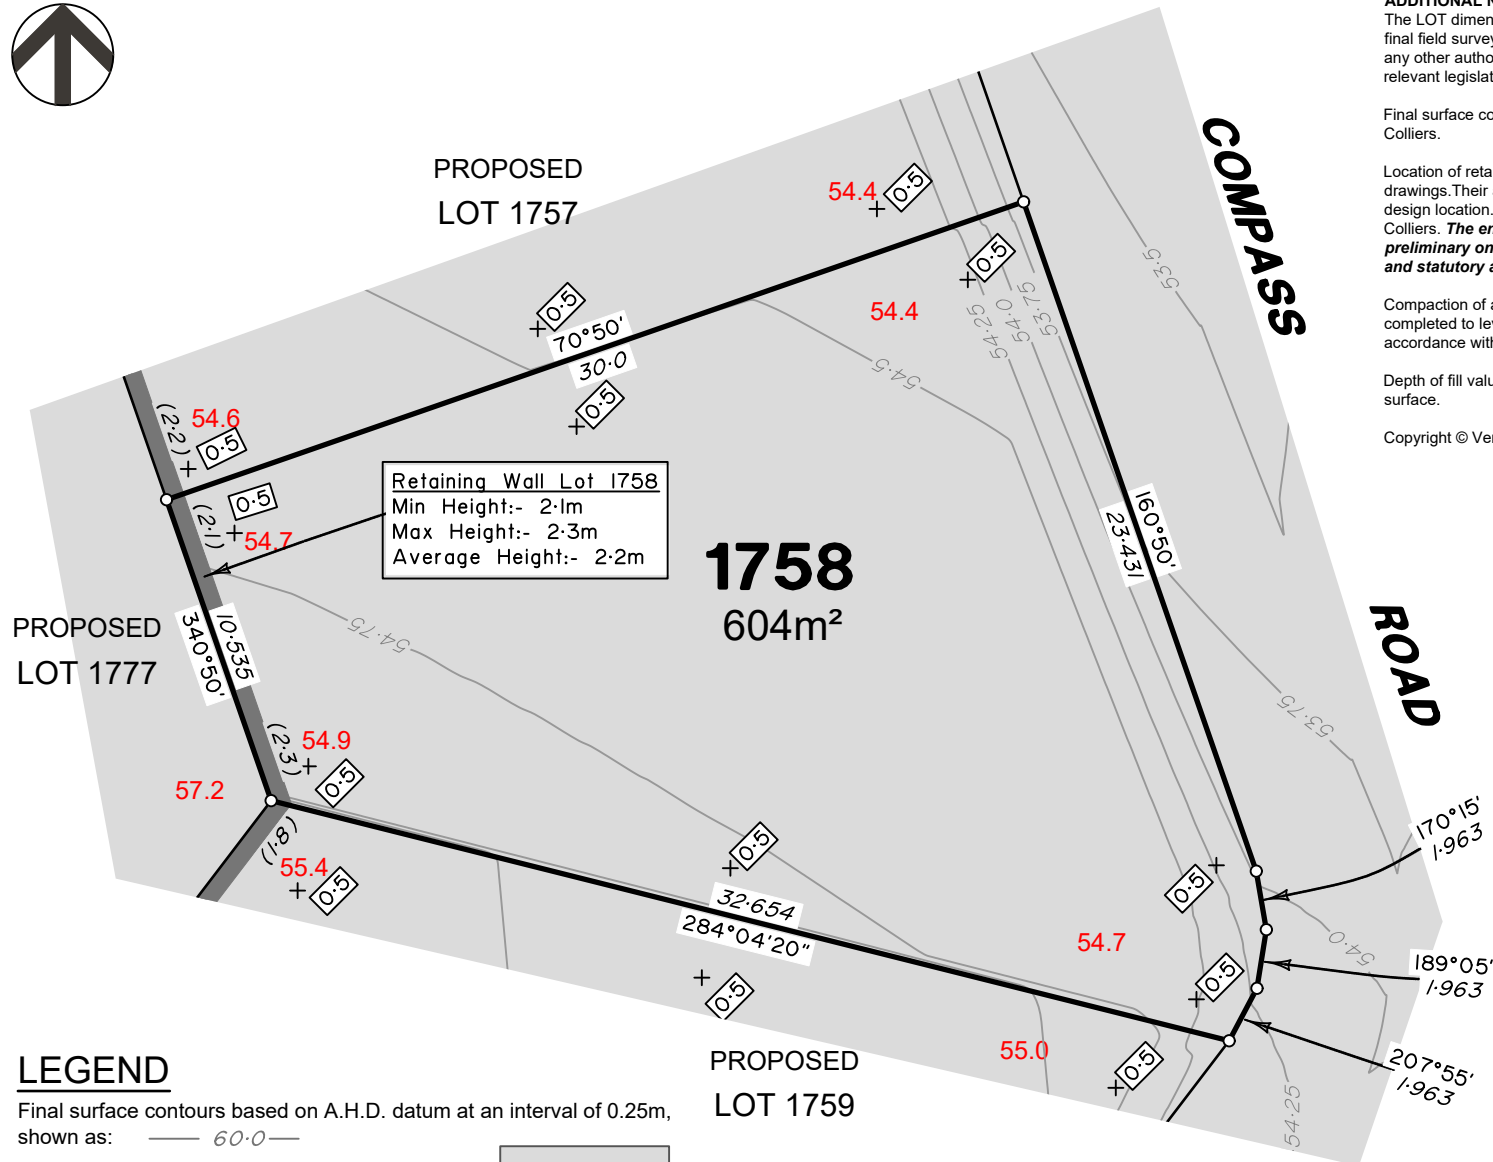 ADDITIONAL N
The LOT dimen
final field survey
any other autho
relevant legislat
Final surface co
Colliers.
Location of reta
drawings.Their
design location.
Colliers. The en
preliminary on
and statutory a
Compaction of a
completed to lev
accordance with
Depth of fill valu
surface.
Copyright © Ver
COMPASS
ROAD
PROPOSED
LOT 1757
54.4
0·5
0·5
54.4
0·5
70°50'
30·0
0·5
54·25
54·0
53·75
53·5
54·5
(2·2)
54.6
0·5
0·5
(2·1)
54.7
Retaining Wall Lot 1758
Min Height:- 2·1m
Max Height:- 2·3m
Average Height:- 2·2m
1758
604m²
160°50'
23·431
PROPOSED
LOT 1777
340°50'
10·535
54·75
53·75
(2·3)
54.9
0·5
57.2
(1·8)
55.4
0·5
0·5
32·654
284°04'20"
0·5
0·5
54.7
0·5
170°15'
1·963
54·0
189°05'
1·963
207°55'
1·963
55.0
0·5
54·25
PROPOSED
LOT 1759
LEGEND
Final surface contours based on A.H.D. datum at an interval of 0.25m,
shown as: 60·0